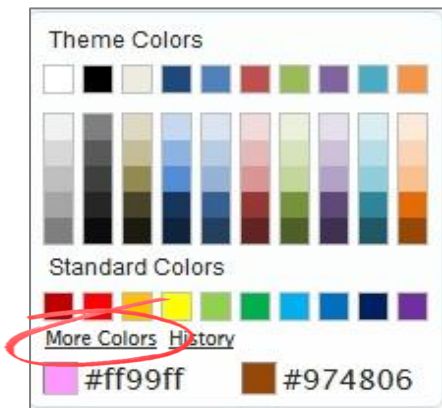 Theme Colors
Standard Colors
More Colors History
#ff99ff #974806